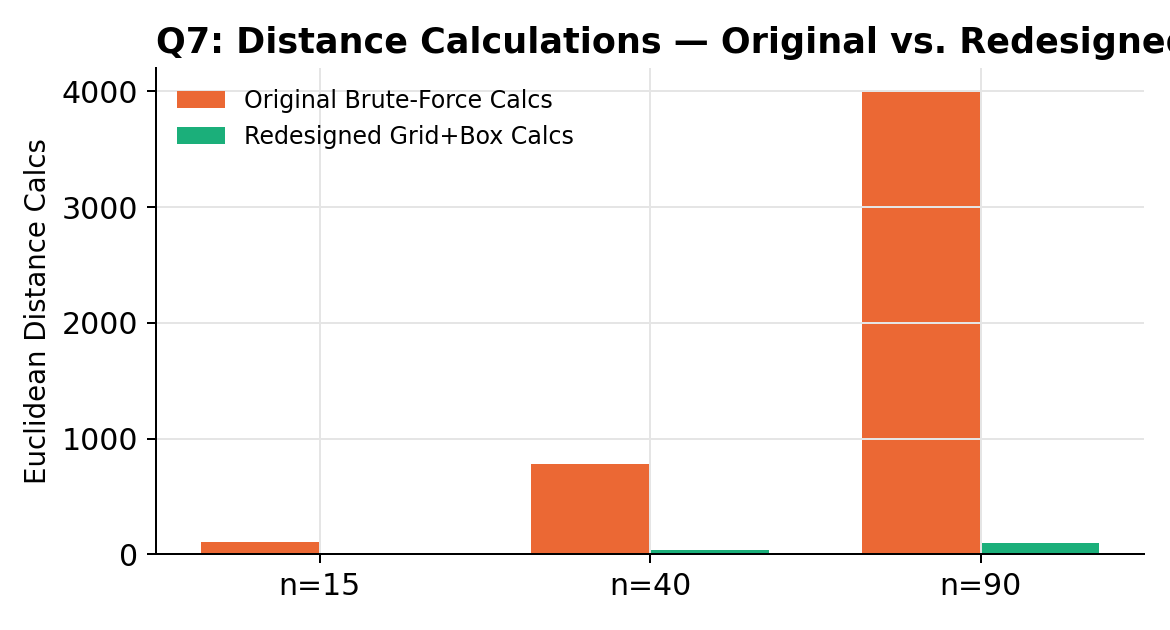 Q7: Distance Calculations — Original vs. Redesigned
Original Brute-Force Calcs
Redesigned Grid+Box Calcs
Euclidean Distance Calcs
4000
3000
2000
1000
0
n=15
n=40
n=90